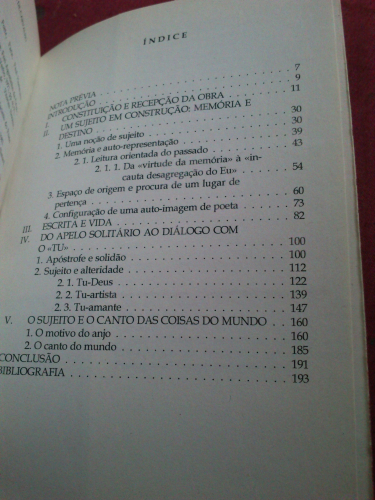 ÍNDICE
NOTA PRÉVIA . . . 7
INTRODUÇÃO . . . 9
I. CONSTITUIÇÃO E RECEPÇÃO DA OBRA . . . 11
II. UM SUJEITO EM CONSTRUÇÃO: MEMÓRIA E
DESTINO . . . 30
1. Uma noção de sujeito . . . 30
2. Memória e auto-representação . . . 39
2. 1. Leitura orientada do passado . . . 43
2. 1. 1. Da «virtude da memória» à «in-
cauta desagregação do Eu» . . . 54
3. Espaço de origem e procura de um lugar de
pertença . . . 60
4. Configuração de uma auto-imagem de poeta . . . 73
III. ESCRITA E VIDA . . . 82
IV. DO APELO SOLITÁRIO AO DIÁLOGO COM
O «TU» . . . 100
1. Apóstrofe e solidão . . . 100
2. Sujeito e alteridade . . . 112
2. 1. Tu-Deus . . . 122
2. 2. Tu-artista . . . 139
2. 3. Tu-amante . . . 147
V. O SUJEITO E O CANTO DAS COISAS DO MUNDO . . 160
1. O motivo do anjo . . . 160
2. O canto do mundo . . . 185
CONCLUSÃO . . . 191
BIBLIOGRAFIA . . . 193